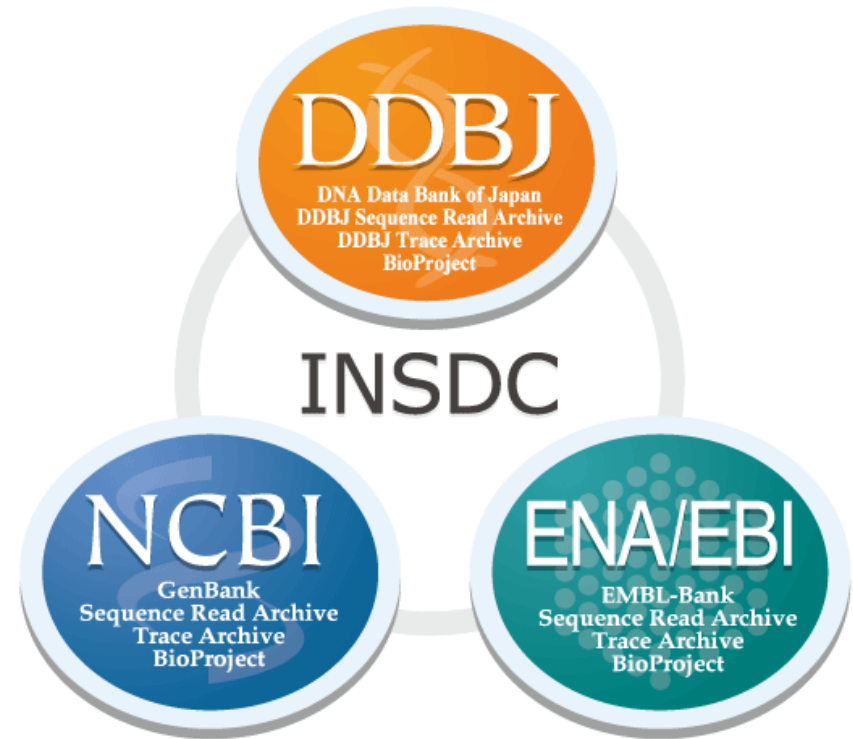 DDBJ
DNA Data Bank of Japan
DDBJ Sequence Read Archive
DDBJ Trace Archive
BioProject
INSDC
NCBI
GenBank
Sequence Read Archive
Trace Archive
BioProject
ENA/EBI
EMBL-Bank
Sequence Read Archive
Trace Archive
BioProject